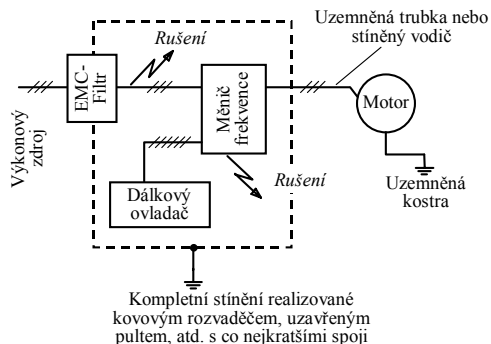 Uzemněná trubka nebo
stíněný vodič
Rušení
EMC-
Filtr
Měnič
frekvence
Motor
Výkonový
zdroj
Rušení
Dálkový
ovladač
Uzemněná
kostra
Kompletní stínění realizované
kovovým rozvaděčem, uzavřeným
pultem, atd. s co nejkratšími spoji